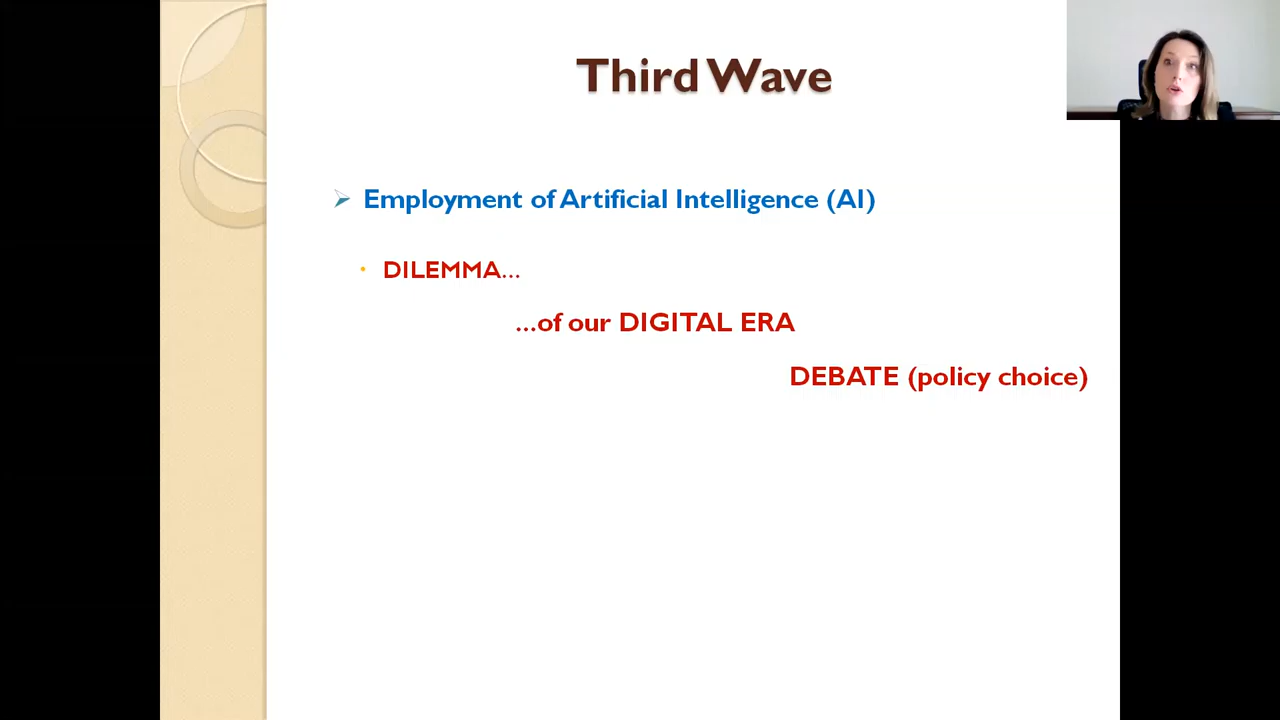 Third Wave
Employment of Artificial Intelligence (AI)
DILEMMA...
...of our DIGITAL ERA
DEBATE (policy choice)